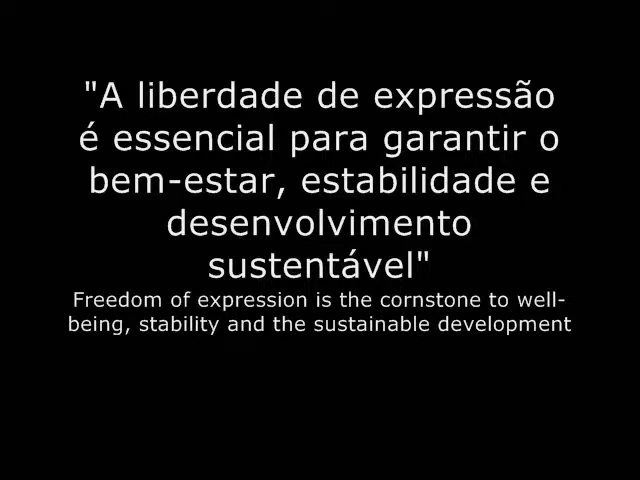 "A liberdade de expressão
é essencial para garantir o
bem-estar, estabilidade e
desenvolvimento
sustentável"
Freedom of expression is the cornstone to well-
being, stability and the sustainable development